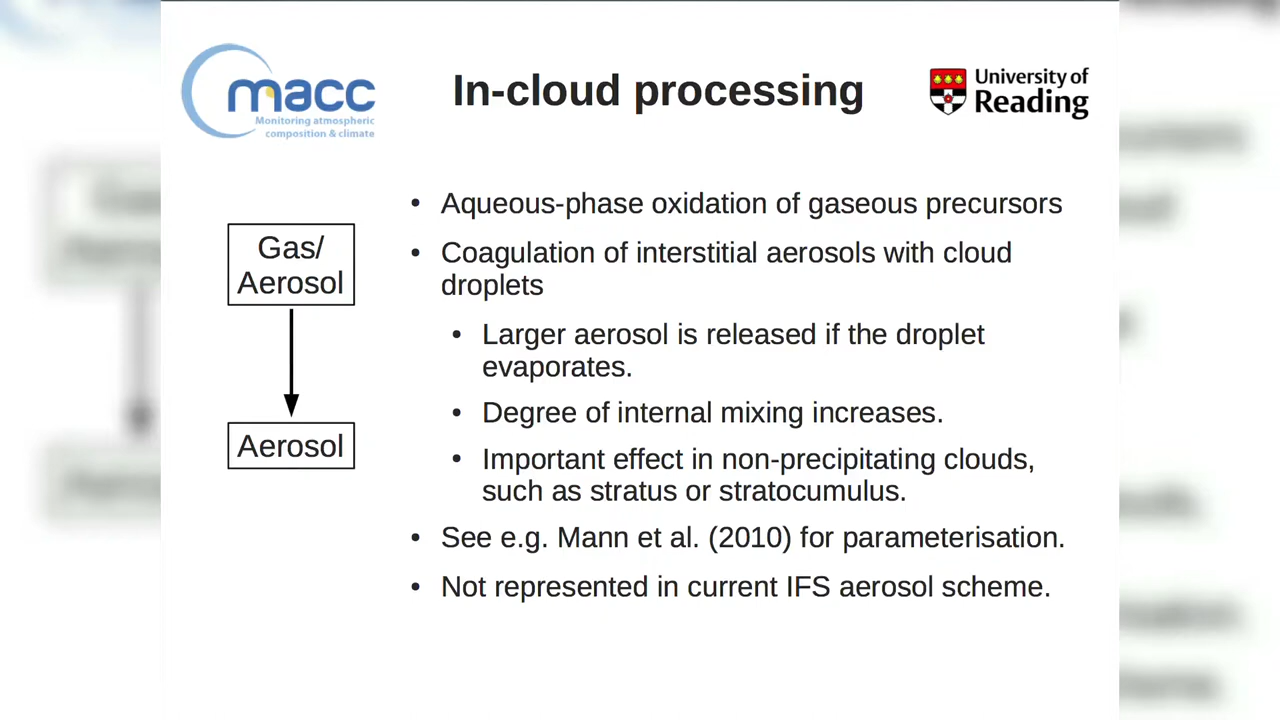 macc
Monitoring atmospheric
composition & climate
In-cloud processing
University of
Reading
Gas/
Aerosol
Aerosol
• Aqueous-phase oxidation of gaseous precursors
• Coagulation of interstitial aerosols with cloud
droplets
• Larger aerosol is released if the droplet
evaporates.
• Degree of internal mixing increases.
• Important effect in non-precipitating clouds,
such as stratus or stratocumulus.
• See e.g. Mann et al. (2010) for parameterisation.
• Not represented in current IFS aerosol scheme.